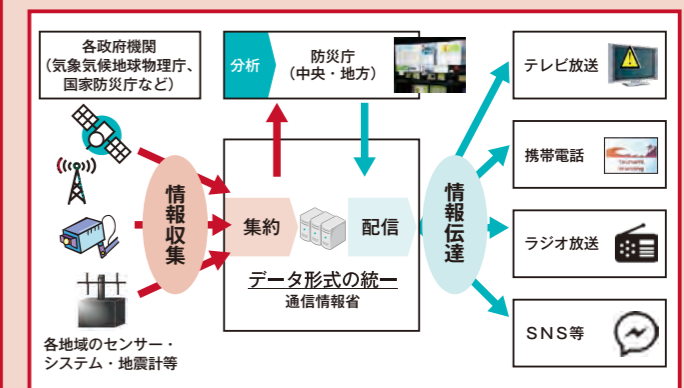 各政府機関
（気象気候地球物理庁、
国家防災庁など）
分析
防災庁
（中央・地方）
テレビ放送
携帯電話
ラジオ放送
SNS等
情報収集
集約
配信
情報伝達
データ形式の統一
通信情報省
各地域のセンサー・
システム・地震計等